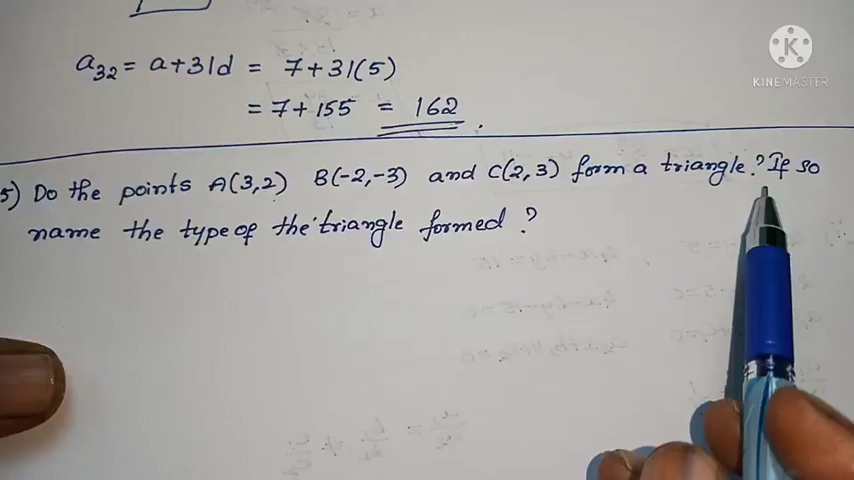 KINEMASTER
a32 = a+31d = 7+31(5)
= 7+155 = 162.
5) Do the points A(3,2) B(-2,-3) and C(2,3) form a triangle? If so
name the type of the triangle formed?